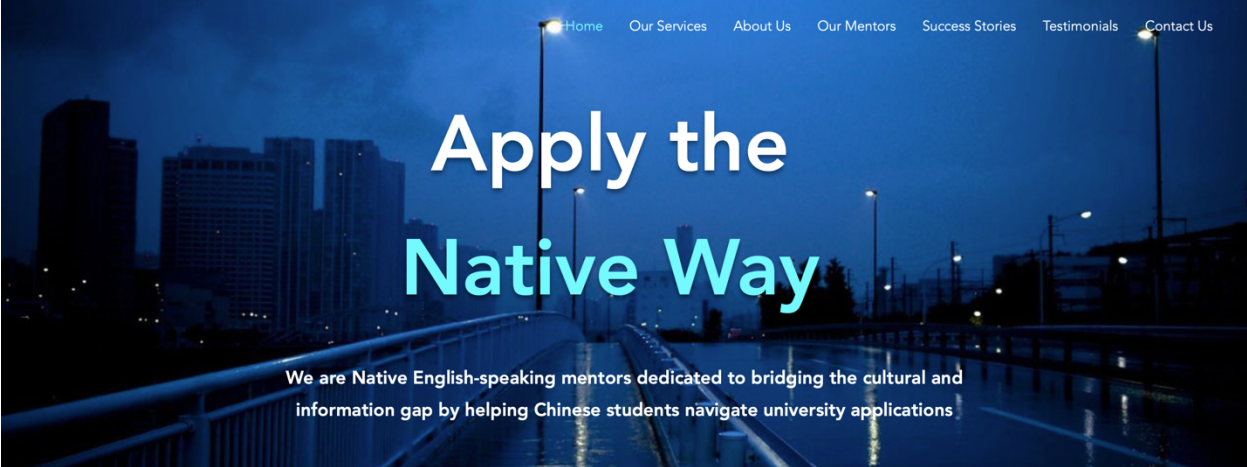 Home Our Services About Us Our Mentors Success Stories Testimonials Contact Us
Apply the
Native Way
We are Native English-speaking mentors dedicated to bridging the cultural and
information gap by helping Chinese students navigate university applications